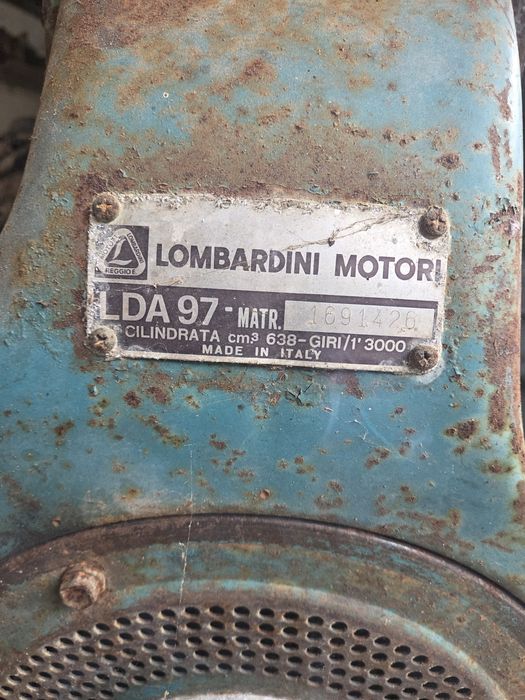 REGGIO E.
LOMBARDINI MOTORI
LDA 97 - MATR. 1691426
CILINDRATA cm³ 638-GIRI/1' 3000
MADE IN ITALY